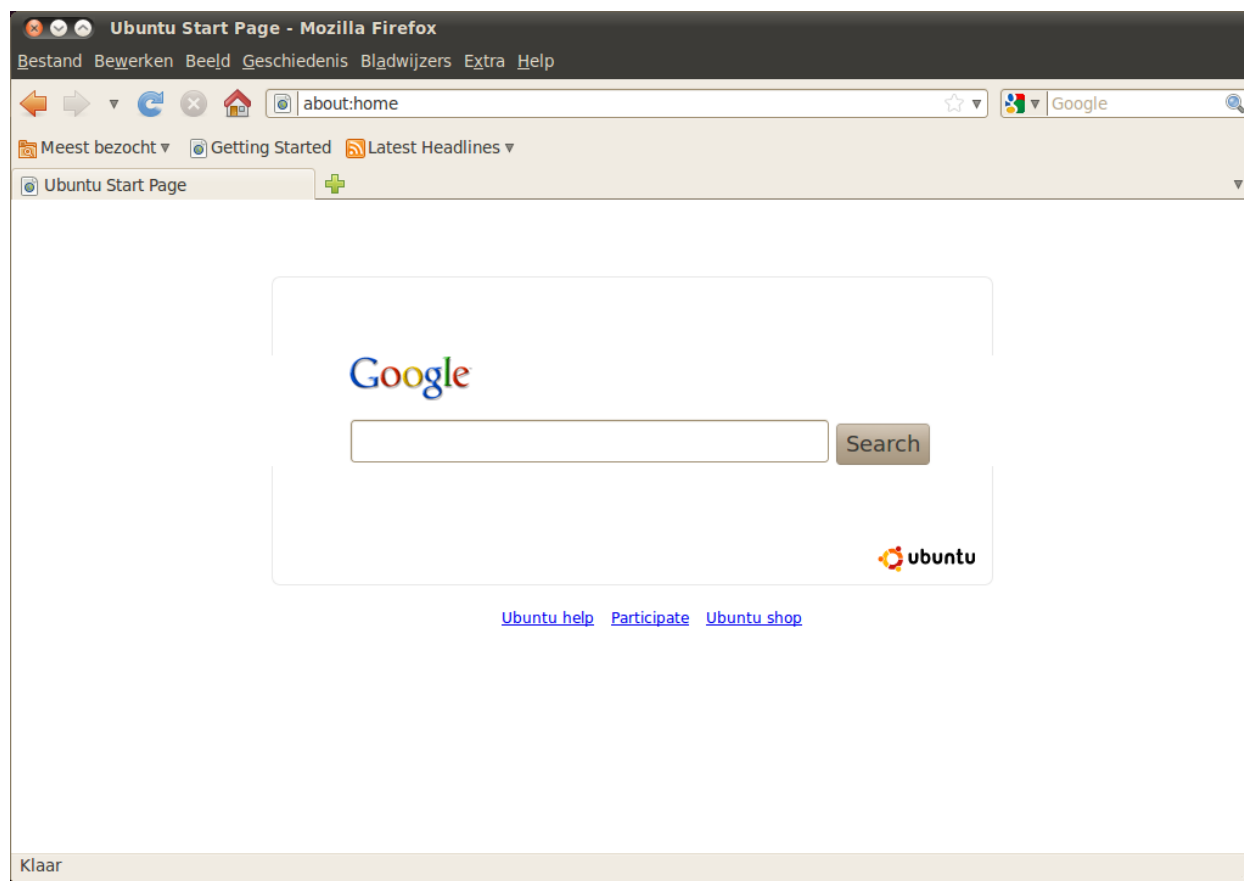 Ubuntu Start Page - Mozilla Firefox
Bestand Bewerken Beeld Geschiedenis Bladwijzers Extra Help
about:home Google
Meest bezocht Getting Started Latest Headlines
Ubuntu Start Page
Google
Search
ubuntu
Ubuntu help Participate Ubuntu shop
Klaar